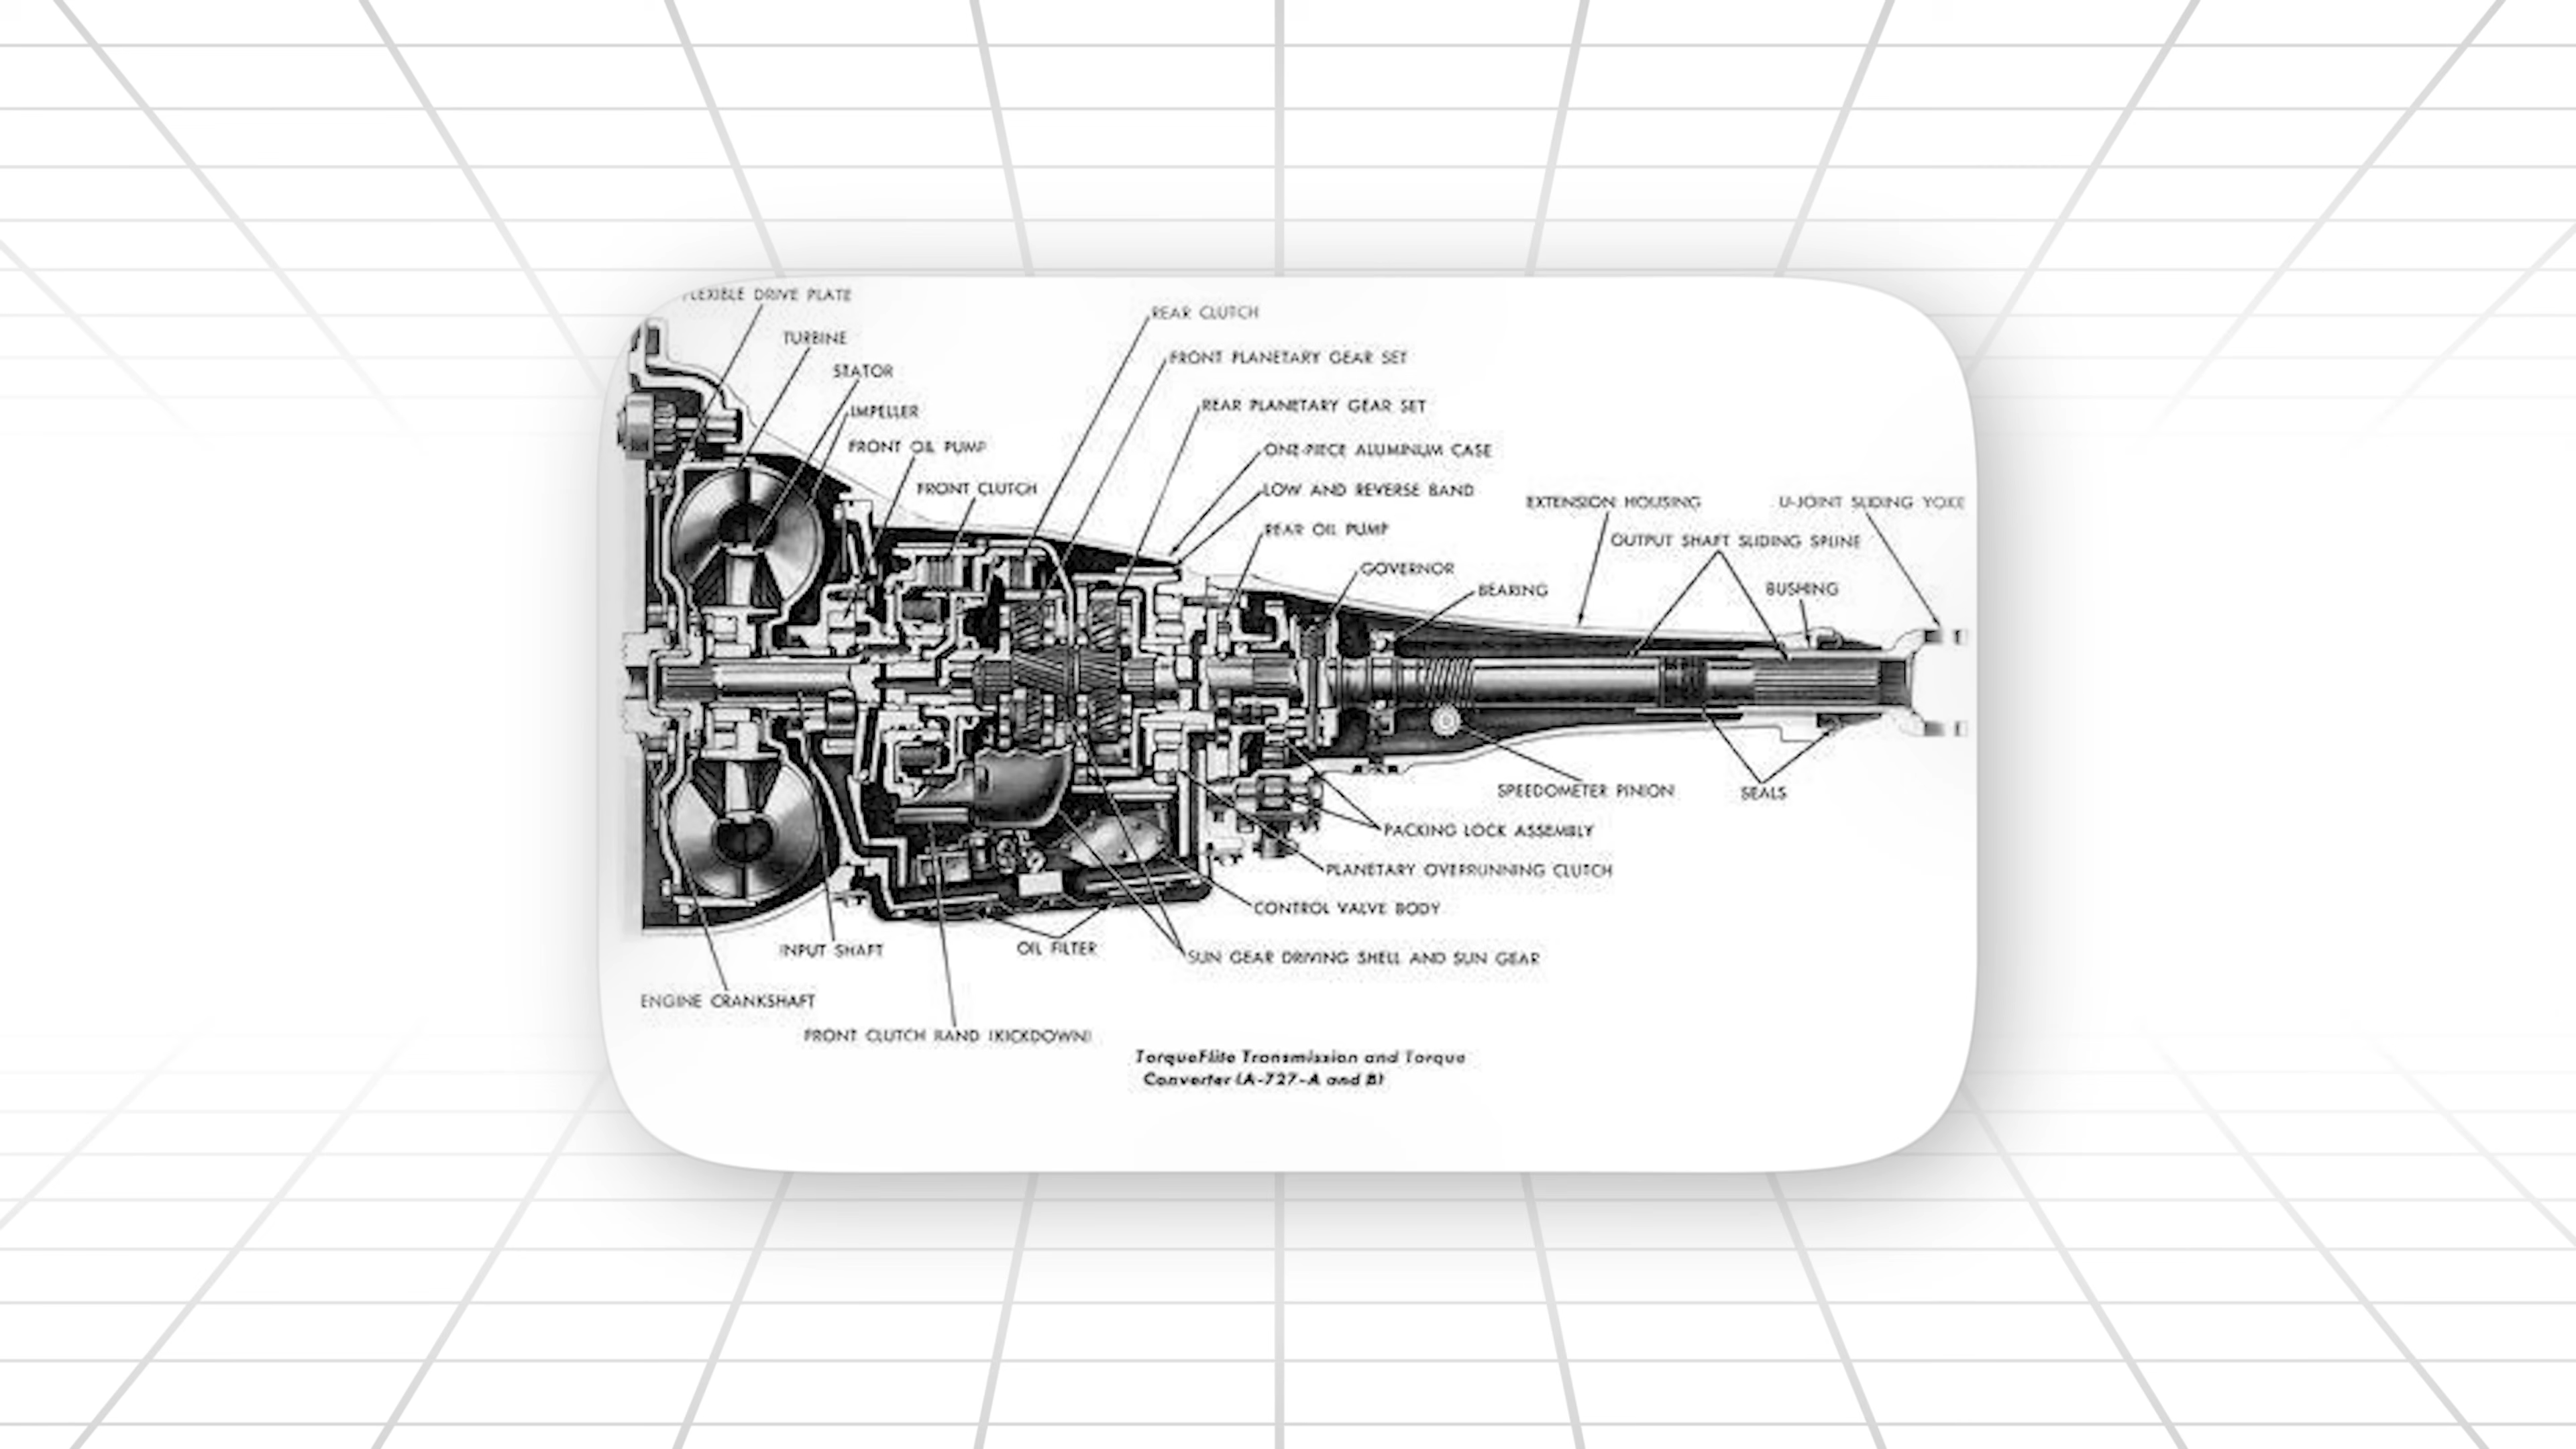 FLEXIBLE DRIVE PLATE
TURBINE
STATOR
IMPELLER
FRONT OIL PUMP
FRONT CLUTCH
REAR CLUTCH
FRONT PLANETARY GEAR SET
REAR PLANETARY GEAR SET
ONE-PIECE ALUMINUM CASE
LOW AND REVERSE BAND
REAR OIL PUMP
GOVERNOR
BEARING
EXTENSION HOUSING
U-JOINT SLIDING YOKE
OUTPUT SHAFT SLIDING SPLINE
BUSHING
SPEEDOMETER PINION
SEALS
PACKING LOCK ASSEMBLY
PLANETARY OVERRUNNING CLUTCH
CONTROL VALVE BODY
SUN GEAR DRIVING SHELL AND SUN GEAR
OIL FILTER
INPUT SHAFT
ENGINE CRANKSHAFT
FRONT CLUTCH BAND (KICKDOWN)
TorqueFlite Transmission and Torque
Converter (A-727-A and B)